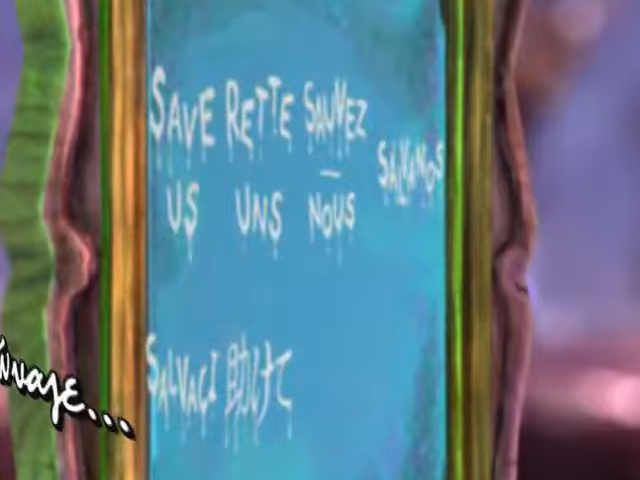 SAVE RETTE SAUVEZ
SALVANOS
US UNS NOUS
SALVACI 助けて